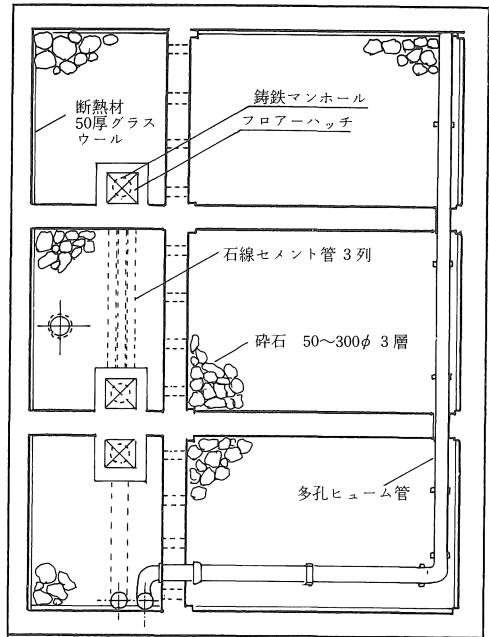 断熱材
50厚グラス
ウール
鋳鉄マンホール
フロアーハッチ
石線セメント管 3列
砕石 50〜300φ 3層
多孔ヒューム管